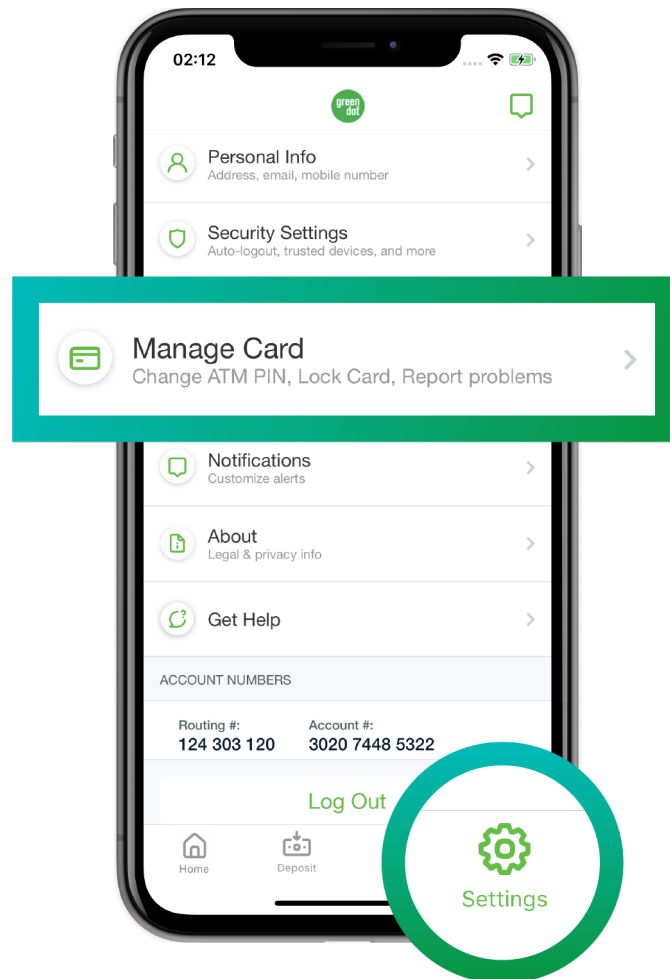 02:12
green
dot
Personal Info
Address, email, mobile number
Security Settings
Auto-logout, trusted devices, and more
Manage Card
Change ATM PIN, Lock Card, Report problems
Notifications
Customize alerts
About
Legal & privacy info
Get Help
ACCOUNT NUMBERS
Routing #: Account #:
124 303 120 3020 7448 5322
Log Out
Home Deposit Settings